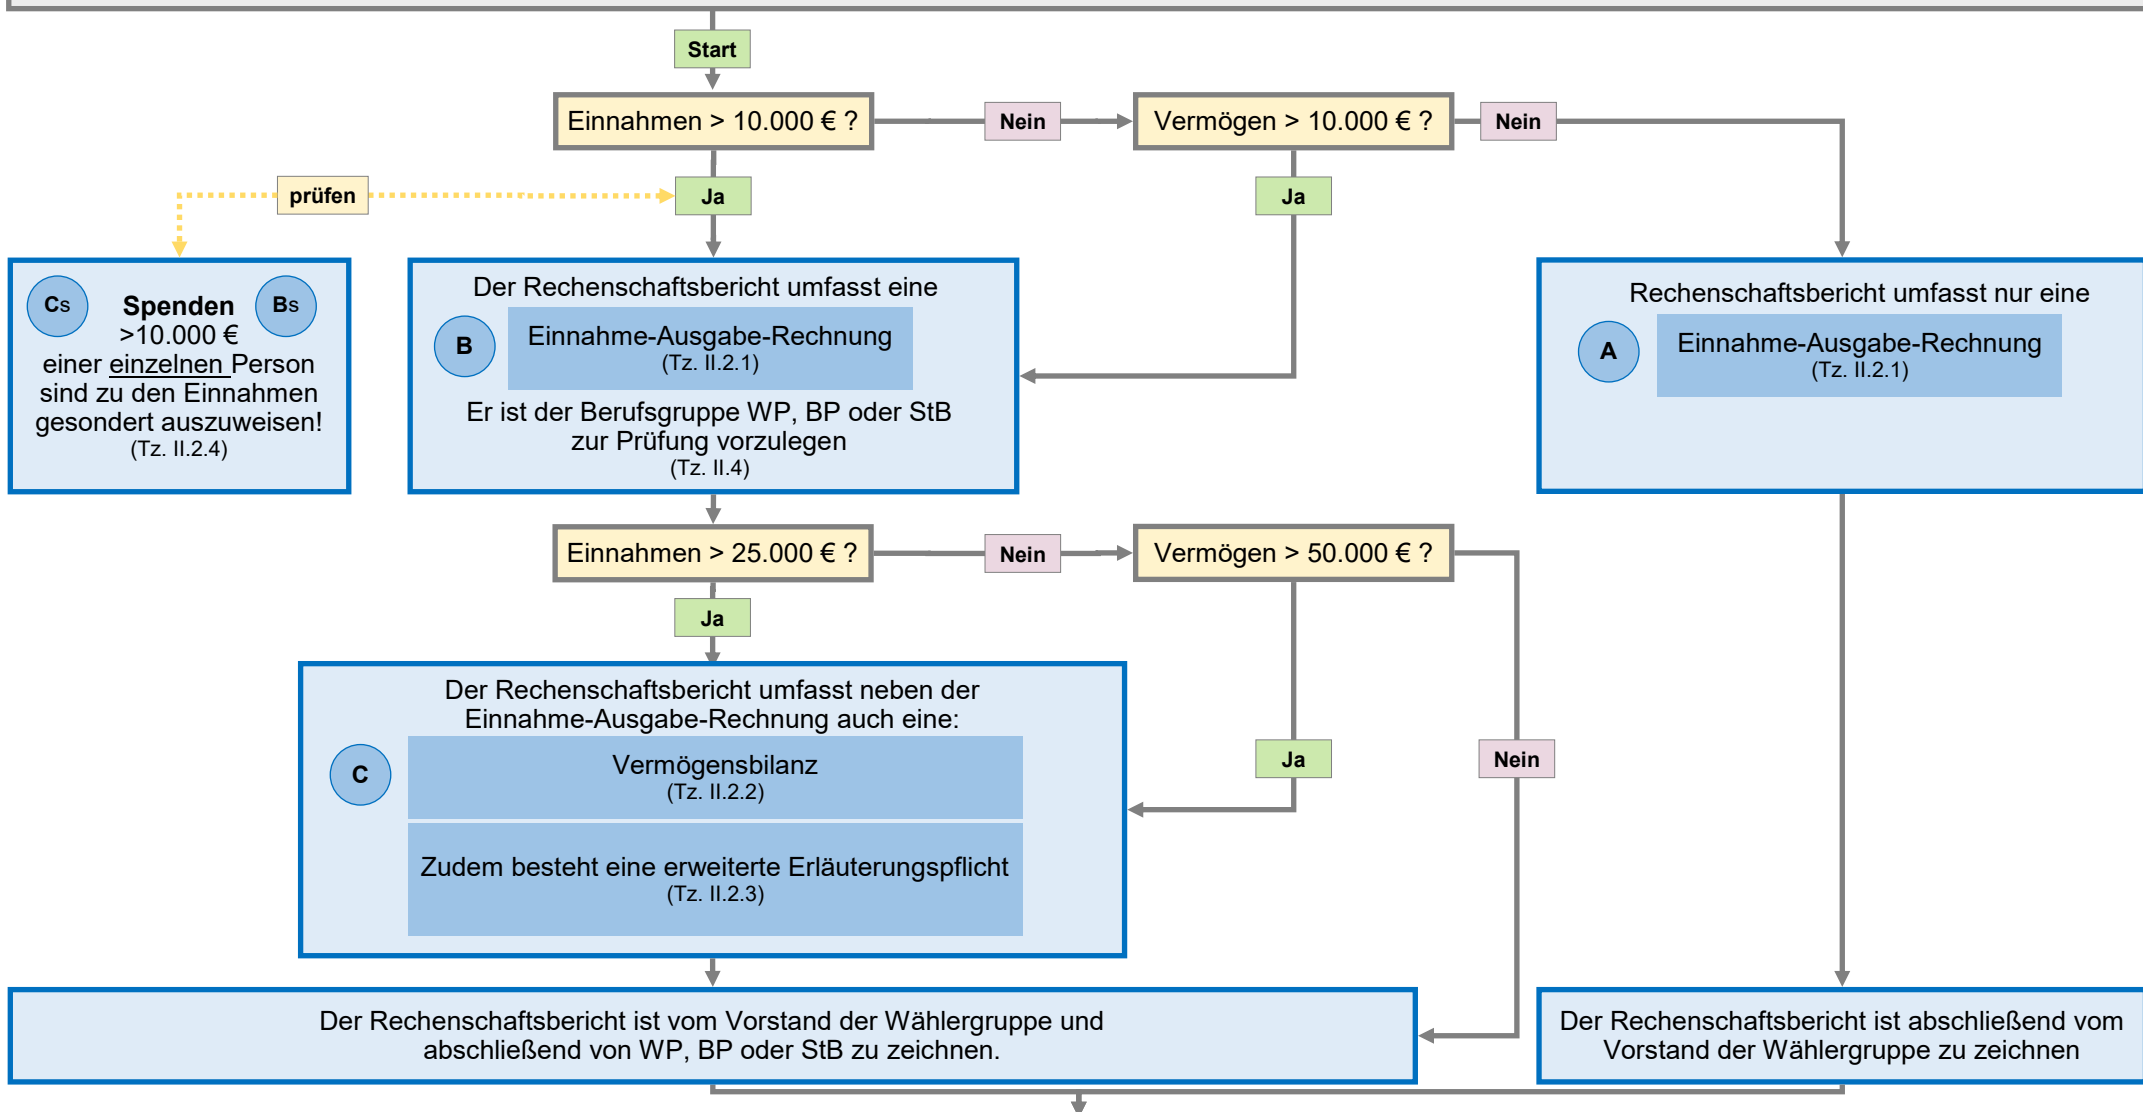 Start
Einnahmen > 10.000 € ?
Nein
Vermögen > 10.000 € ?
Nein
prüfen
Ja
Ja
Cs
Spenden
Bs
>10.000 €
einer einzelnen Person
sind zu den Einnahmen
gesondert auszuweisen!
(Tz. II.2.4)
Der Rechenschaftsbericht umfasst eine
B
Einnahme-Ausgabe-Rechnung
(Tz. II.2.1)
Er ist der Berufsgruppe WP, BP oder StB
zur Prüfung vorzulegen
(Tz. II.4)
Rechenschaftsbericht umfasst nur eine
A
Einnahme-Ausgabe-Rechnung
(Tz. II.2.1)
Einnahmen > 25.000 € ?
Nein
Vermögen > 50.000 € ?
Ja
Der Rechenschaftsbericht umfasst neben der
Einnahme-Ausgabe-Rechnung auch eine:
C
Vermögensbilanz
(Tz. II.2.2)
Zudem besteht eine erweiterte Erläuterungspflicht
(Tz. II.2.3)
Ja
Nein
Der Rechenschaftsbericht ist vom Vorstand der Wählergruppe und
abschließend von WP, BP oder StB zu zeichnen.
Der Rechenschaftsbericht ist abschließend vom
Vorstand der Wählergruppe zu zeichnen